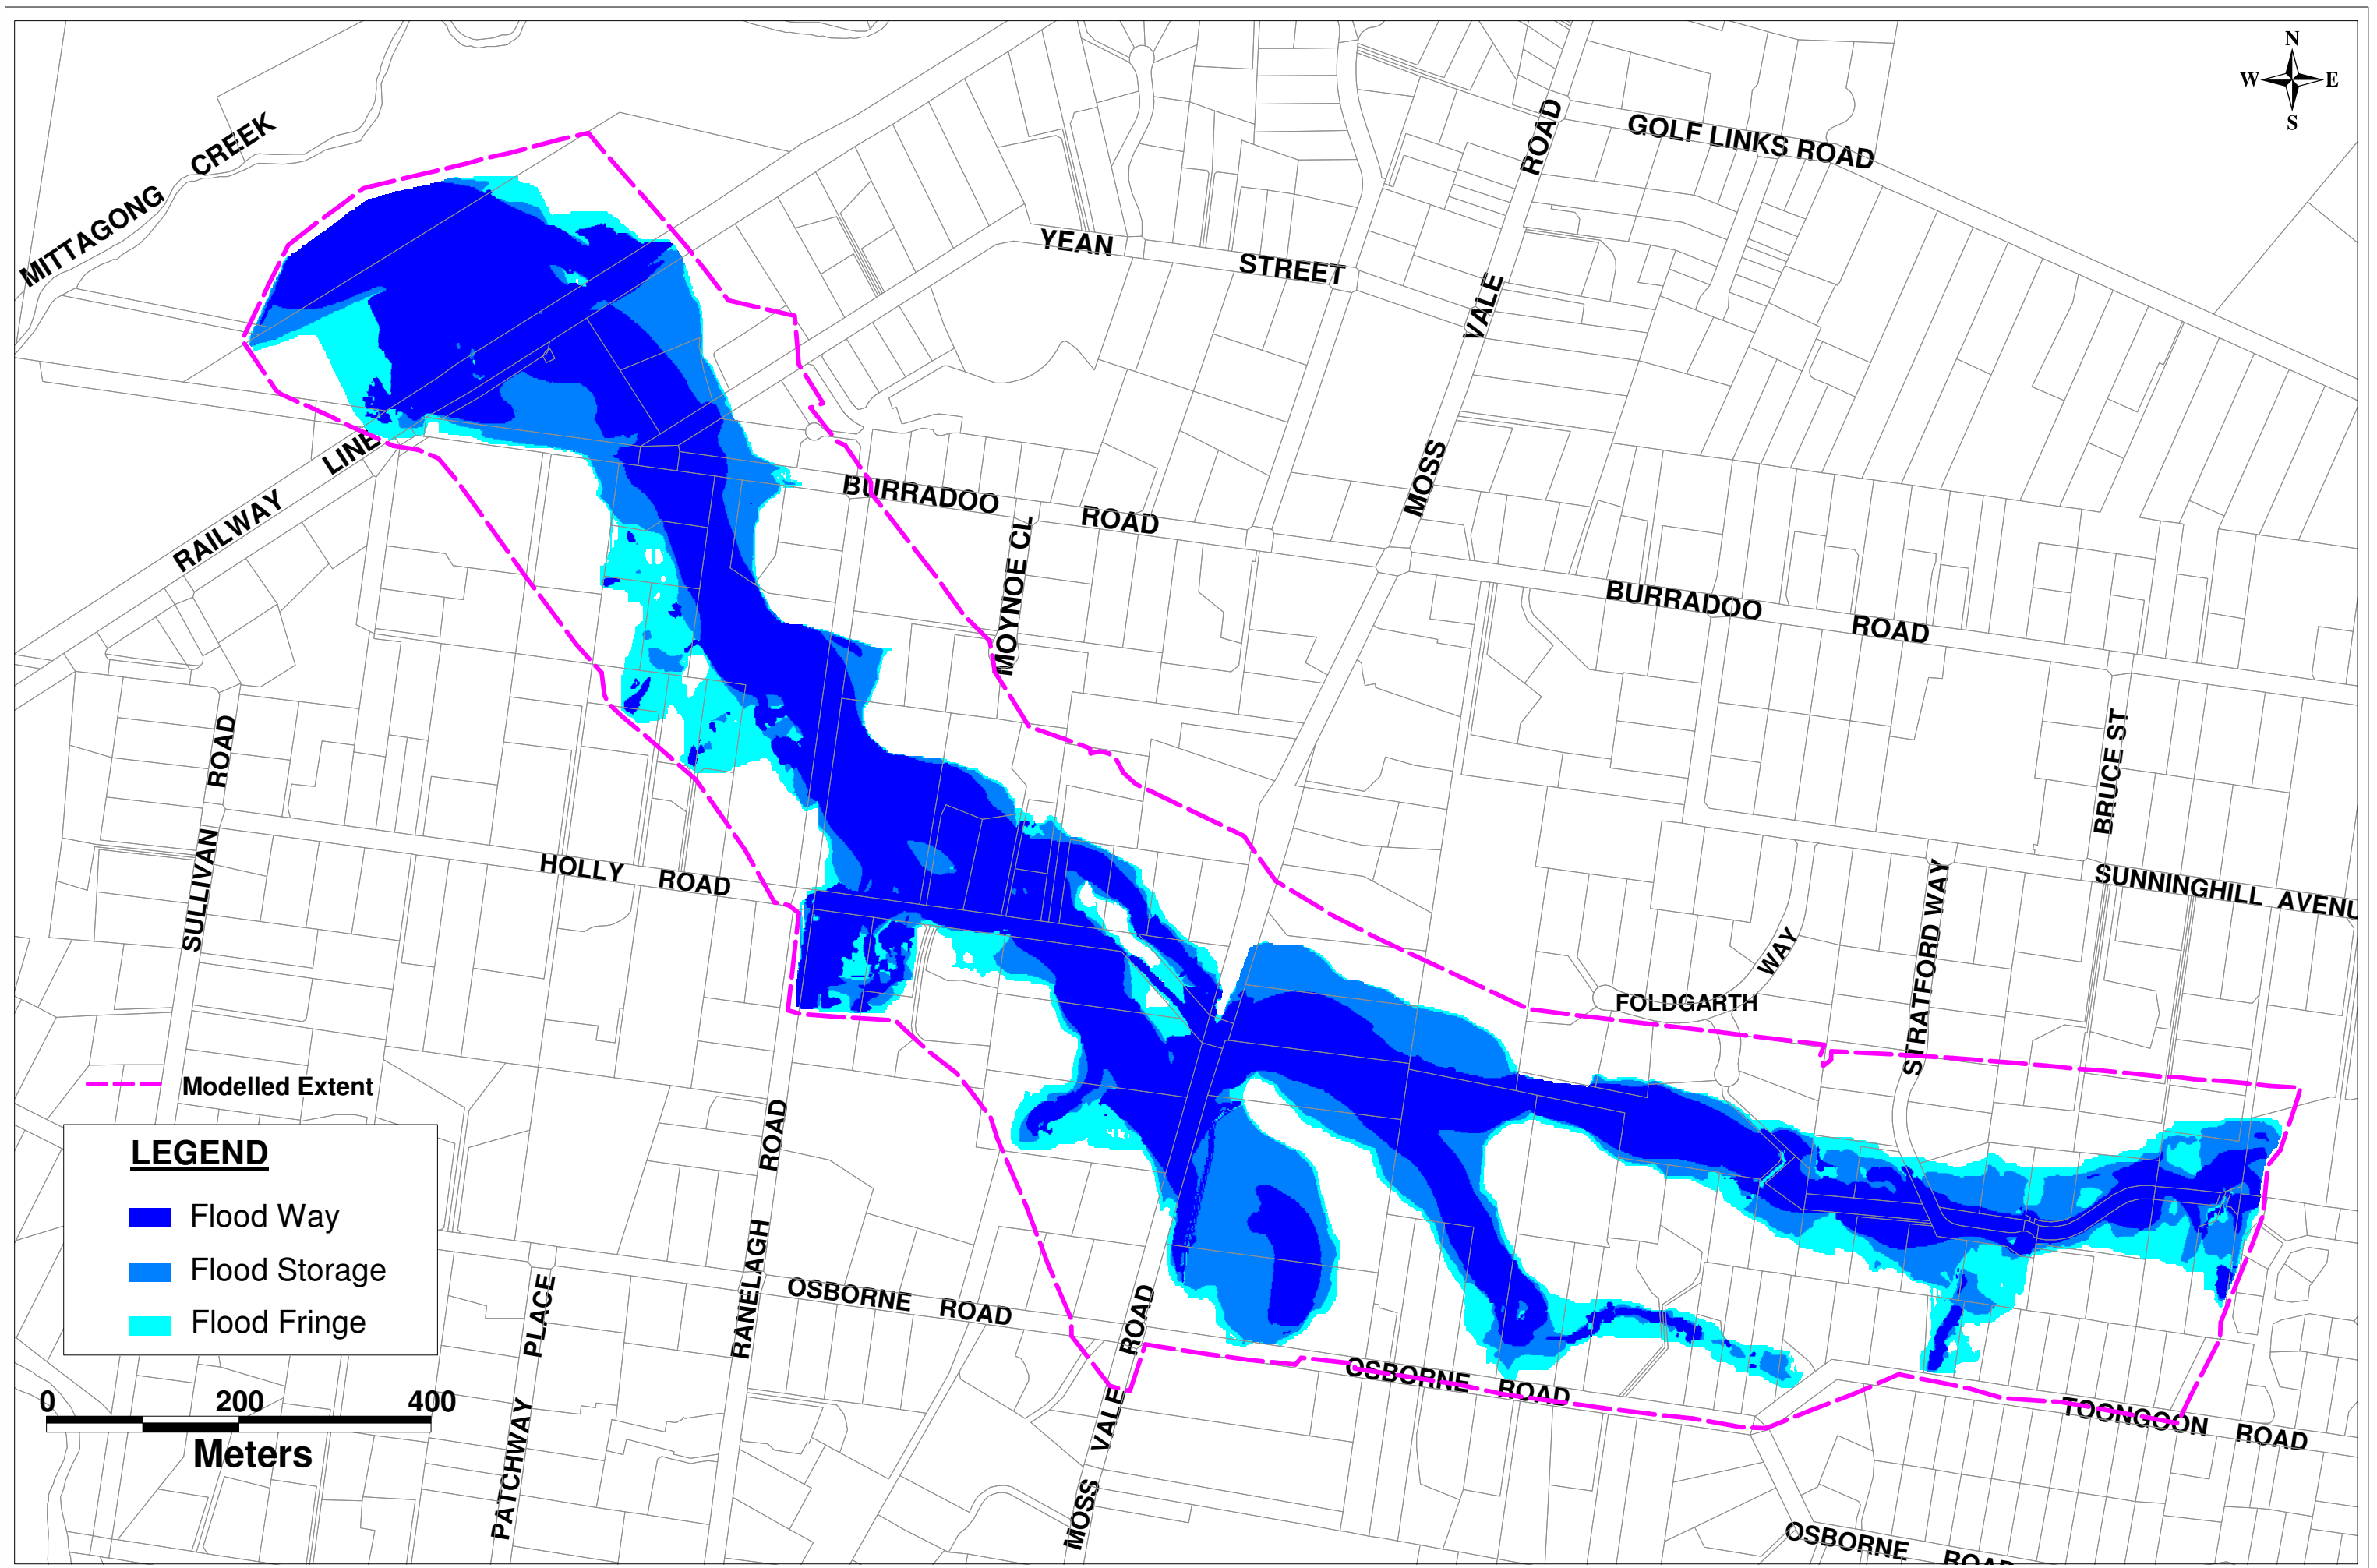 N
W E
S
GOLF LINKS ROAD
MITTAGONG CREEK
YEAN STREET
MOSS VALE ROAD
RAILWAY LINE
BURRADOO ROAD
MOYNOE CL
BURRADOO ROAD
BRUCE ST
SULLIVAN ROAD
HOLLY ROAD
SUNNINGHILL AVENU
STRATFORD WAY
FOLDGARTH WAY
Modelled Extent
LEGEND
Flood Way
Flood Storage
Flood Fringe
RANELAGH ROAD
OSBORNE ROAD
PATCHWAY PLACE
MOSS VALE ROAD
OSBORNE ROAD
TOONGOON ROAD
OSBORNE ROAD
0 200 400
Meters